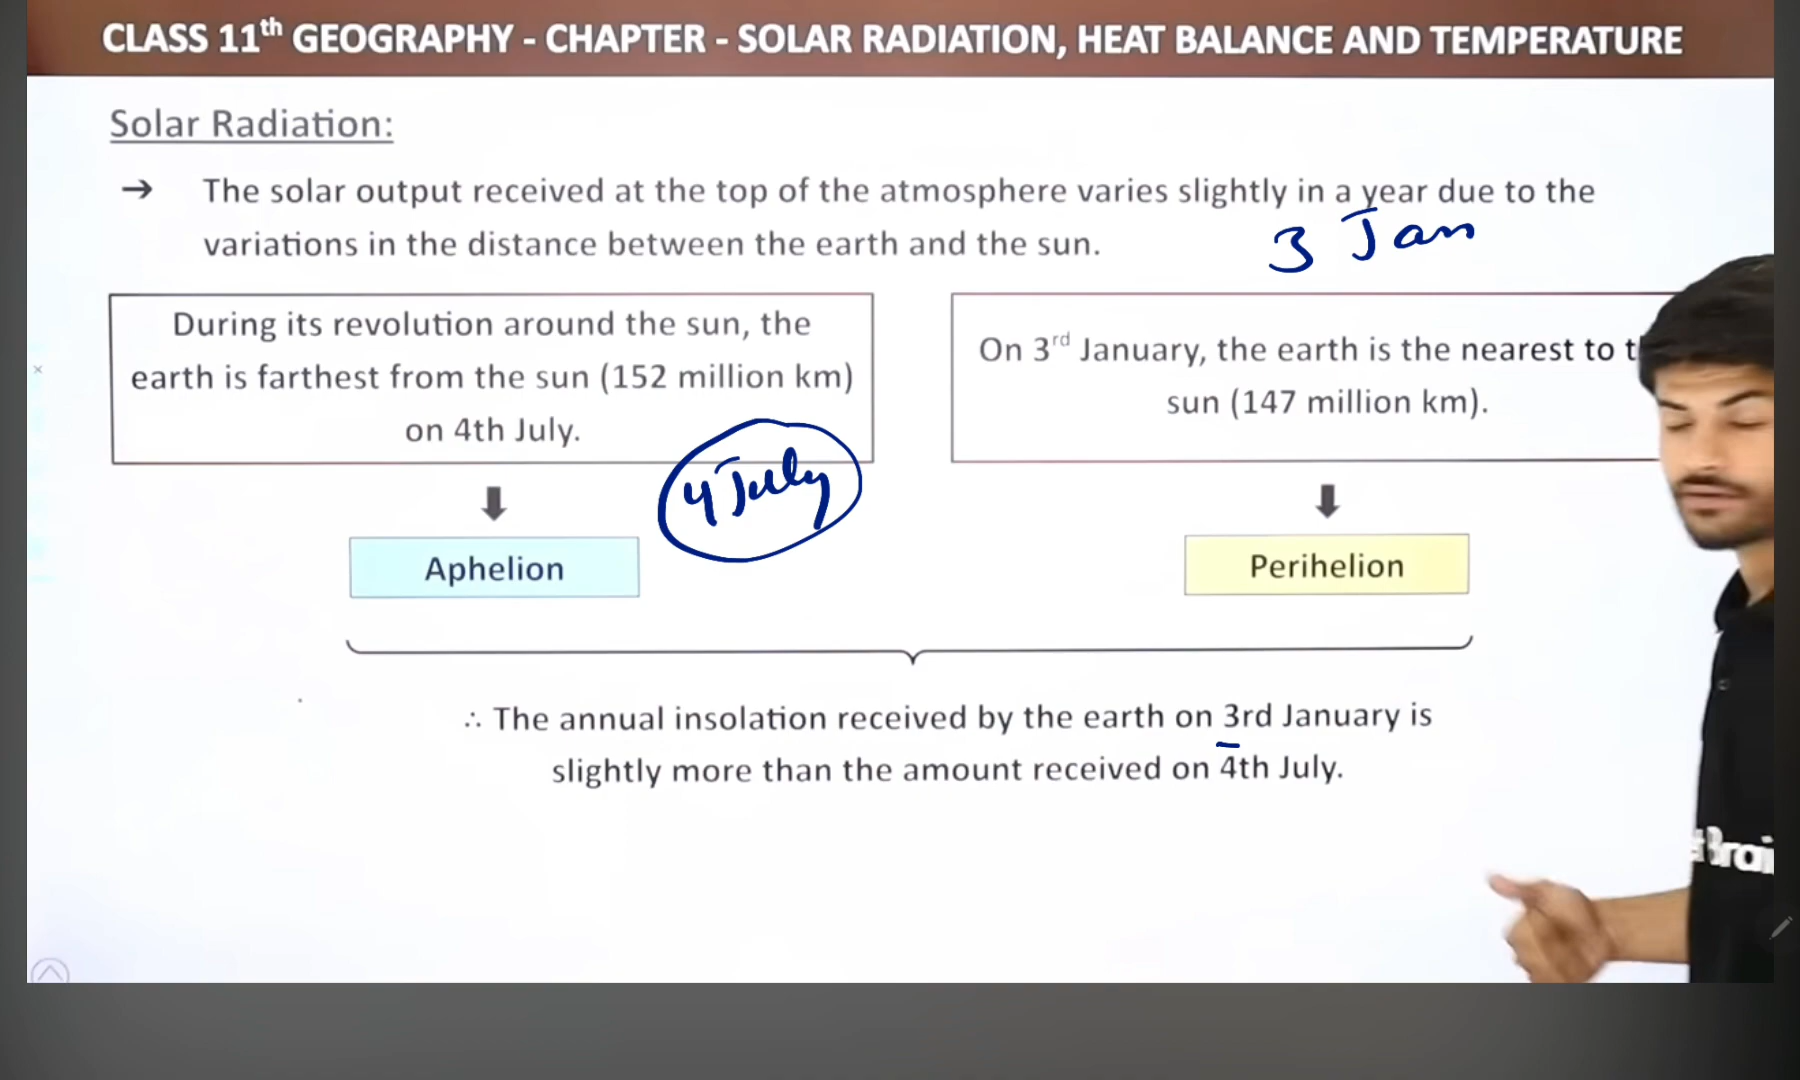 CLASS 11th GEOGRAPHY - CHAPTER - SOLAR RADIATION, HEAT BALANCE AND TEMPERATURE
Solar Radiation:
→ The solar output received at the top of the atmosphere varies slightly in a year due to the
variations in the distance between the earth and the sun.
3 Jan
During its revolution around the sun, the
earth is farthest from the sun (152 million km)
on 4th July.
On 3rd January, the earth is the nearest to
sun (147 million km).
4 July
Aphelion
Perihelion
∴ The annual insolation received by the earth on 3rd January is
slightly more than the amount received on 4th July.